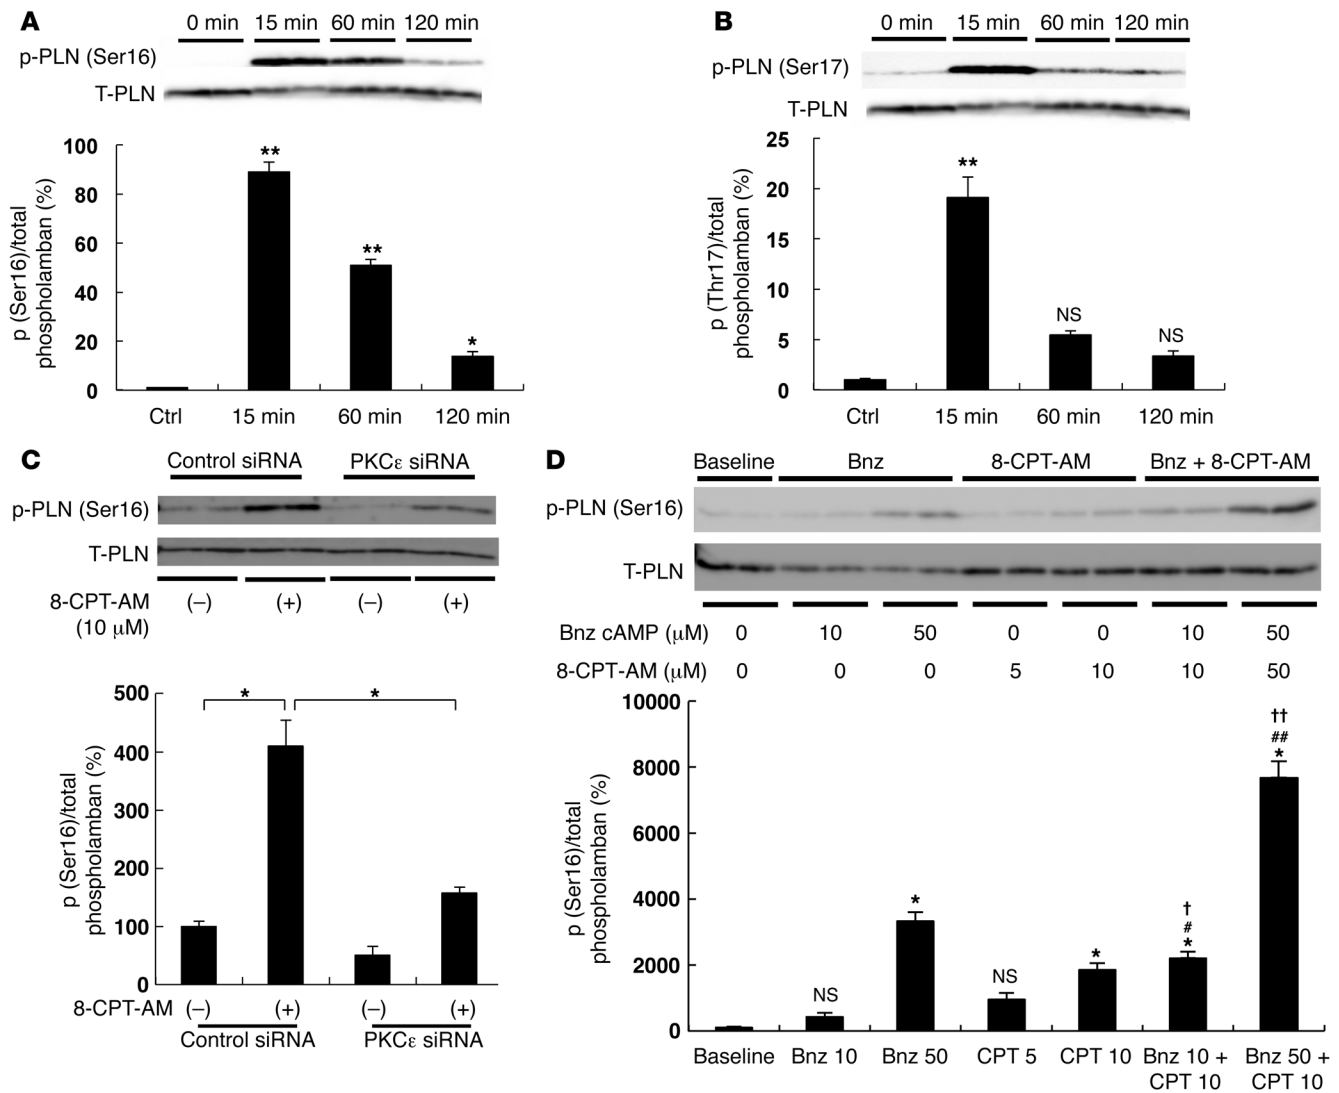 A
0 min 15 min 60 min 120 min
p-PLN (Ser16)
T-PLN
p (Ser16)/total
phospholamban (%)
100
80
60
40
20
0
**
**
*
Ctrl 15 min 60 min 120 min
B
0 min 15 min 60 min 120 min
p-PLN (Ser17)
T-PLN
p (Thr17)/total
phospholamban (%)
25
20
15
10
5
0
**
NS
NS
Ctrl 15 min 60 min 120 min
C
Control siRNA PKCε siRNA
p-PLN (Ser16)
T-PLN
8-CPT-AM (–) (+) (–) (+)
(10 μM)
p (Ser16)/total
phospholamban (%)
500
400
300
200
100
0
* *
8-CPT-AM (–) (+) (–) (+)
Control siRNA PKCε siRNA
D
Baseline Bnz 8-CPT-AM Bnz + 8-CPT-AM
p-PLN (Ser16)
T-PLN
Bnz cAMP (μM) 0 10 50 0 0 10 50
8-CPT-AM (μM) 0 0 0 5 10 10 50
p (Ser16)/total
phospholamban (%)
10000
8000
6000
4000
2000
0
NS
*
NS
*
†
#
*
††
##
*
Baseline Bnz 10 Bnz 50 CPT 5 CPT 10 Bnz 10 + Bnz 50 +
CPT 10 CPT 10